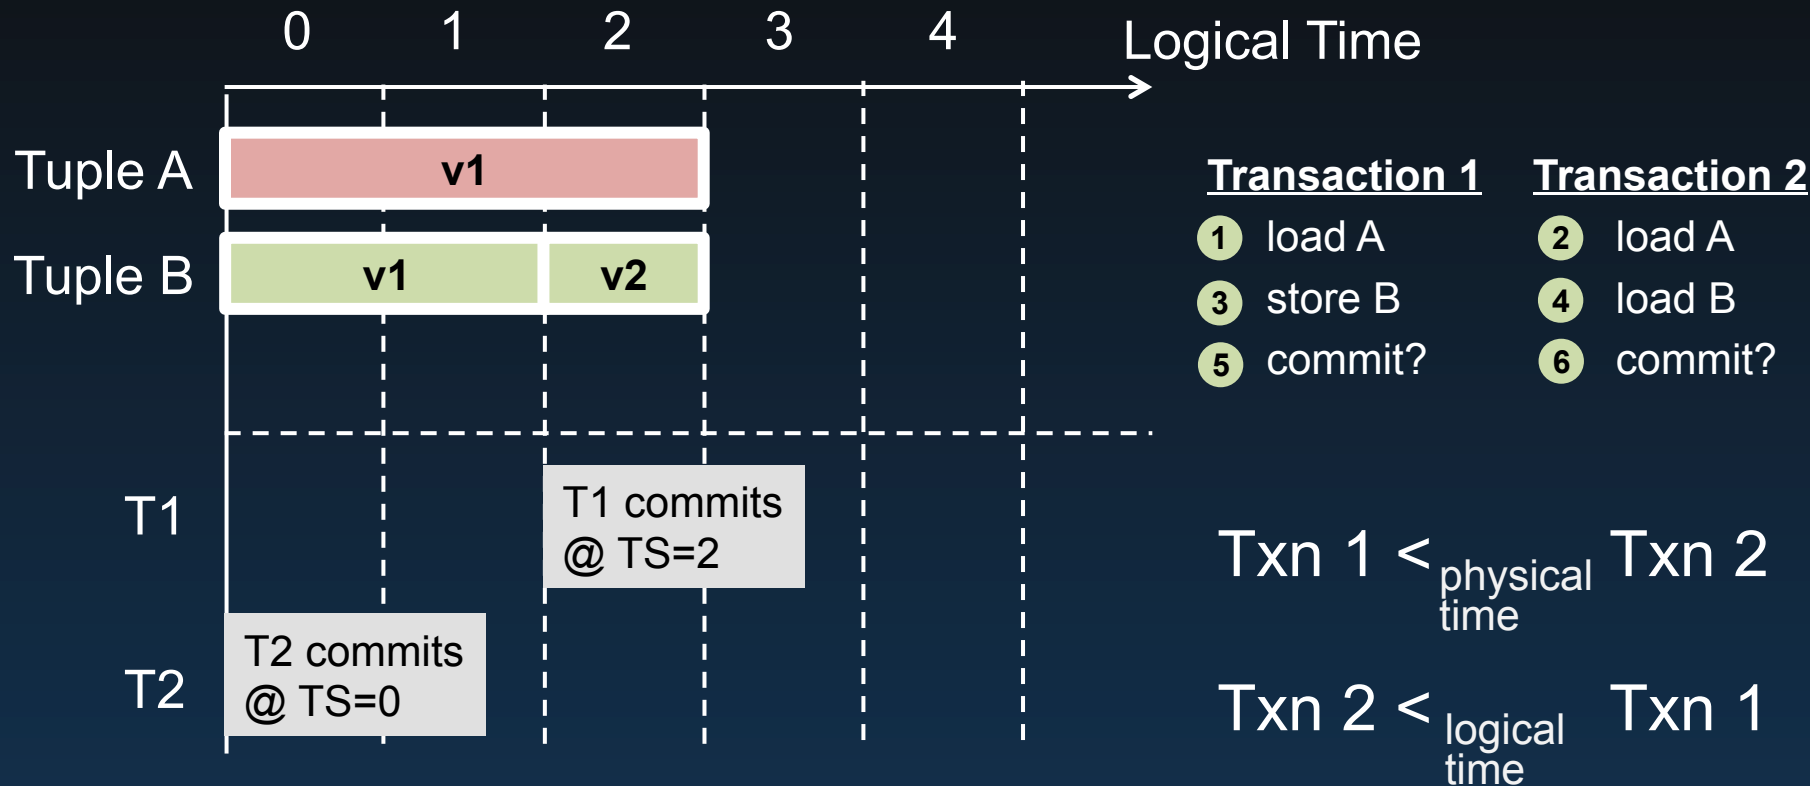 0 1 2 3 4 Logical Time
Tuple A v1
Tuple B v1 v2
Transaction 1 Transaction 2
1 load A 2 load A
3 store B 4 load B
5 commit? 6 commit?
T1
T1 commits
@ TS=2
T2
T2 commits
@ TS=0
Txn 1 < physical time Txn 2
Txn 2 < logical time Txn 1